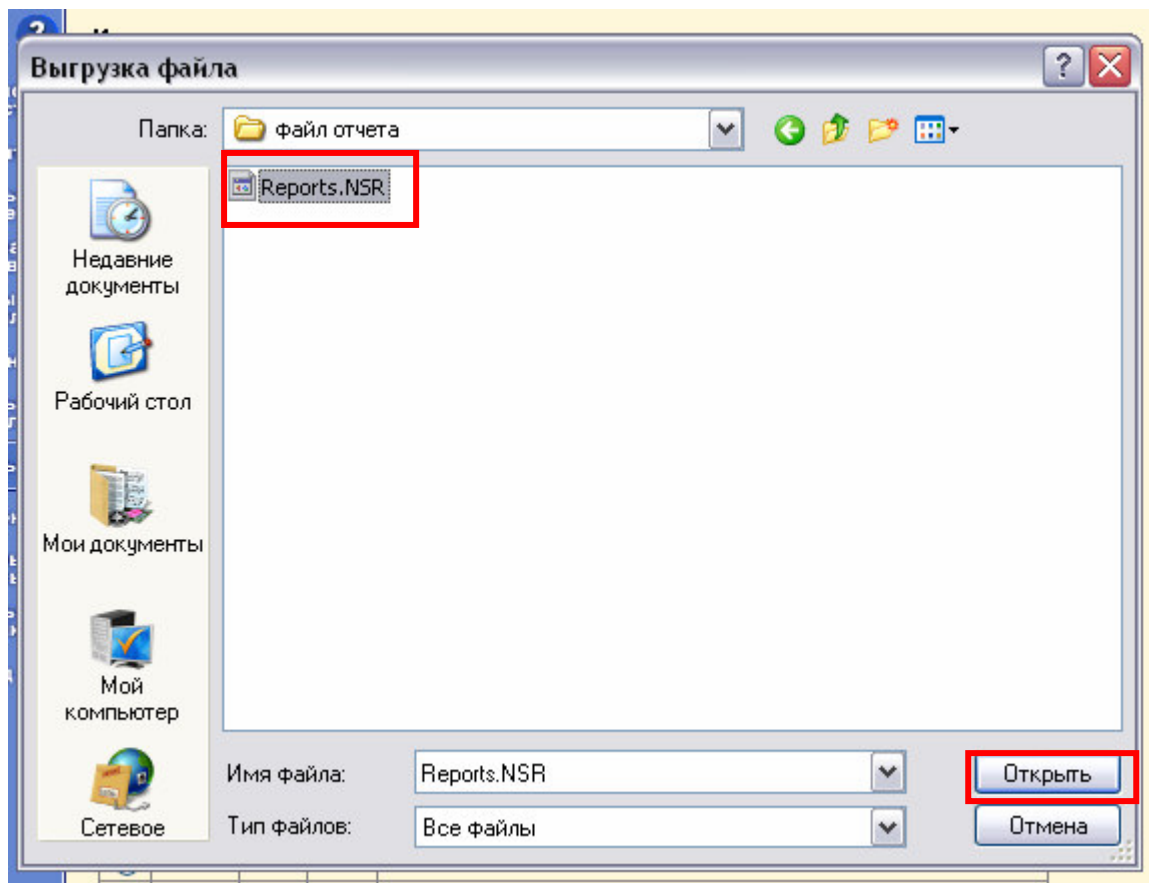 Выгрузка файла
Папка:
файл отчета
Reports.NSR
Недавние
документы
Рабочий стол
Мои документы
Мой
компьютер
Сетевое
Имя файла:
Reports.NSR
Открыть
Тип файлов:
Все файлы
Отмена